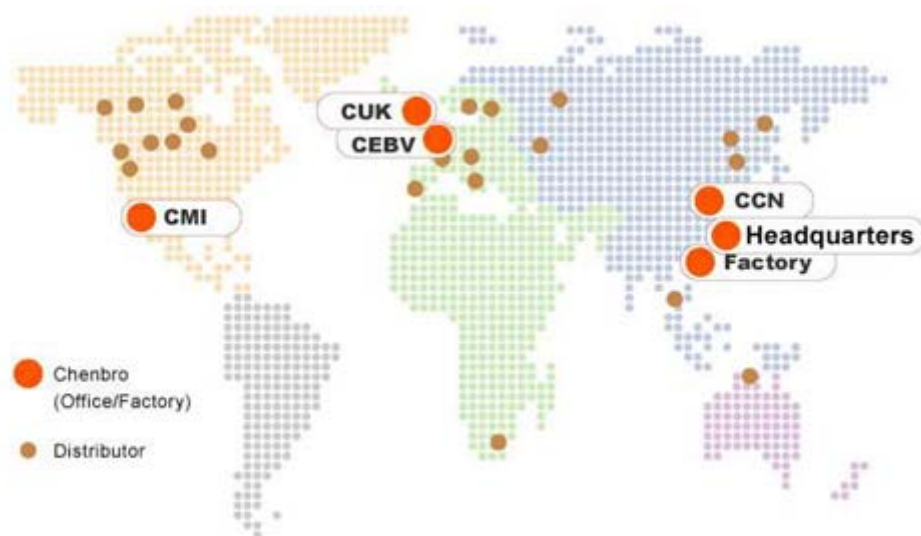 CUK
CEBV
CMI
CCN
Headquarters
Factory
Chenbro
(Office/Factory)
Distributor